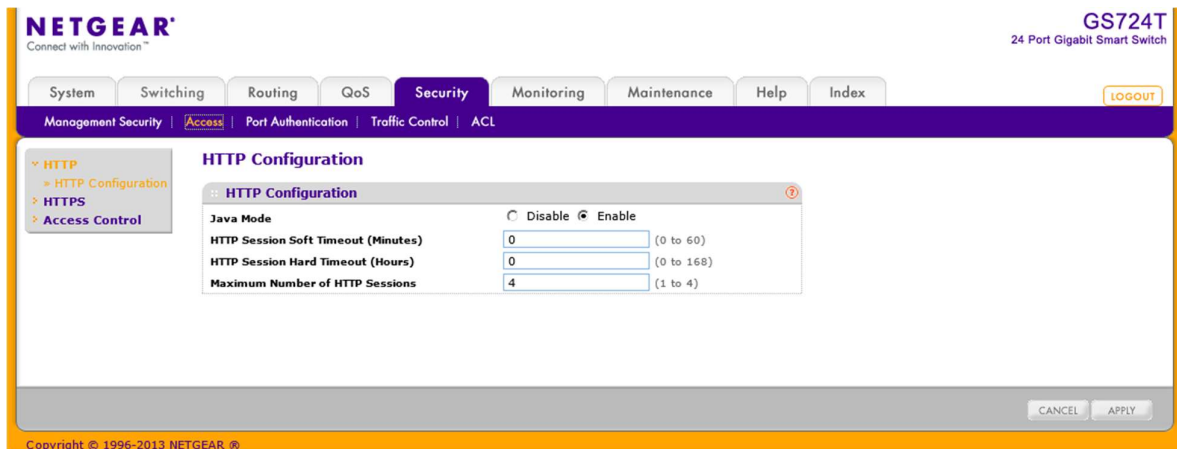 NETGEAR®
Connect with Innovation™
GS724T
24 Port Gigabit Smart Switch
System Switching Routing QoS Security Monitoring Maintenance Help Index
LOGOUT
Management Security | Access | Port Authentication | Traffic Control | ACL
HTTP
» HTTP Configuration
HTTPS
Access Control
HTTP Configuration
HTTP Configuration
?
Java Mode Disable Enable
HTTP Session Soft Timeout (Minutes) 0 (0 to 60)
HTTP Session Hard Timeout (Hours) 0 (0 to 168)
Maximum Number of HTTP Sessions 4 (1 to 4)
CANCEL APPLY
Copyright © 1996-2013 NETGEAR ®